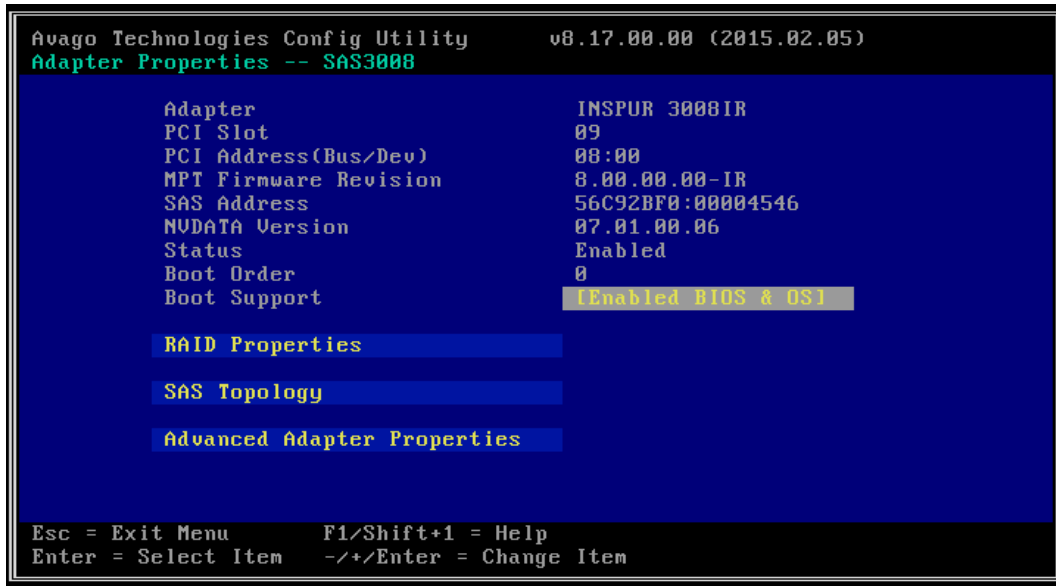 Avago Technologies Config Utility v8.17.00.00 (2015.02.05)
Adapter Properties -- SAS3008
Adapter INSPUR 3008IR
PCI Slot 09
PCI Address(Bus/Dev) 08:00
MPT Firmware Revision 8.00.00.00-IR
SAS Address 56C92BF0:00004546
NVDATA Version 07.01.00.06
Status Enabled
Boot Order 0
Boot Support [Enabled BIOS & OS]
RAID Properties
SAS Topology
Advanced Adapter Properties
Esc = Exit Menu F1/Shift+1 = Help
Enter = Select Item -/+/Enter = Change Item